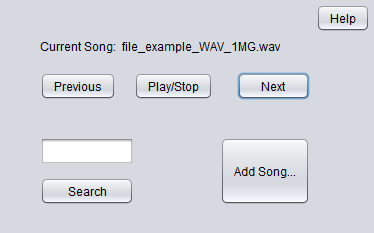 Help
Current Song: file_example_WAV_1MG.wav
Previous Play/Stop Next
Add Song...
Search